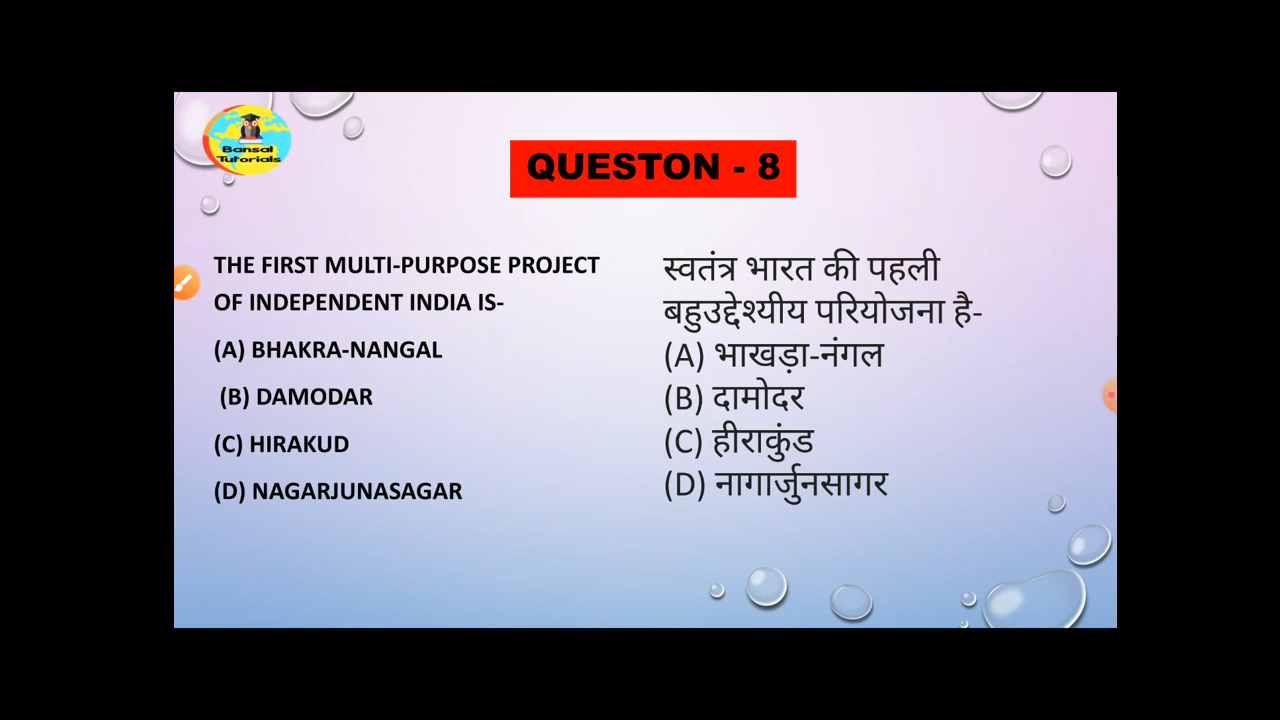 Bansal
Tutorials
QUESTON - 8
THE FIRST MULTI-PURPOSE PROJECT
OF INDEPENDENT INDIA IS-
(A) BHAKRA-NANGAL
(B) DAMODAR
(C) HIRAKUD
(D) NAGARJUNASAGAR
स्वतंत्र भारत की पहली
बहुउद्देश्यीय परियोजना है-
(A) भाखड़ा-नंगल
(B) दामोदर
(C) हीराकुंड
(D) नागार्जुनसागर